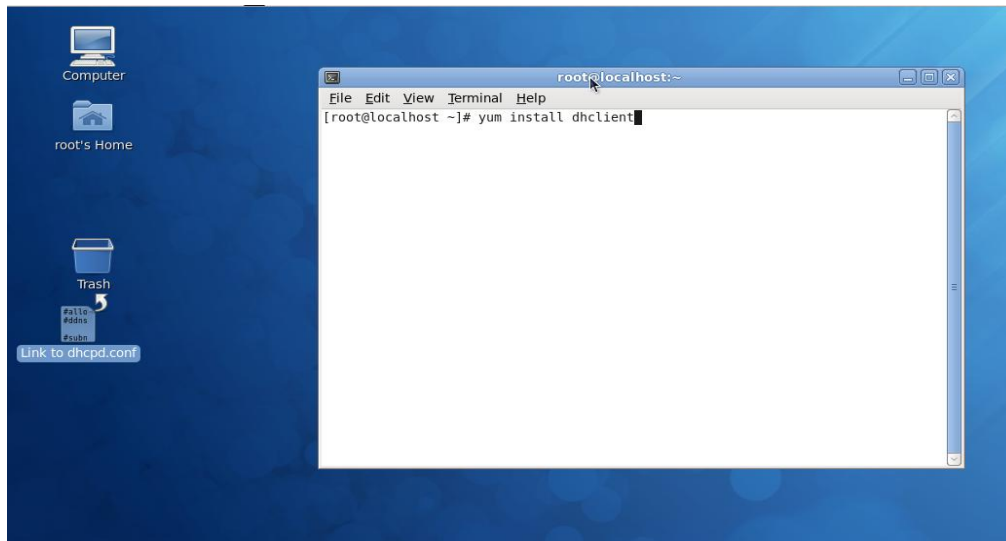 Computer
root's Home
Trash
#allo
#ddns
#subn
Link to dhcpd.conf
root@localhost:~
File Edit View Terminal Help
[root@localhost ~]# yum install dhclient